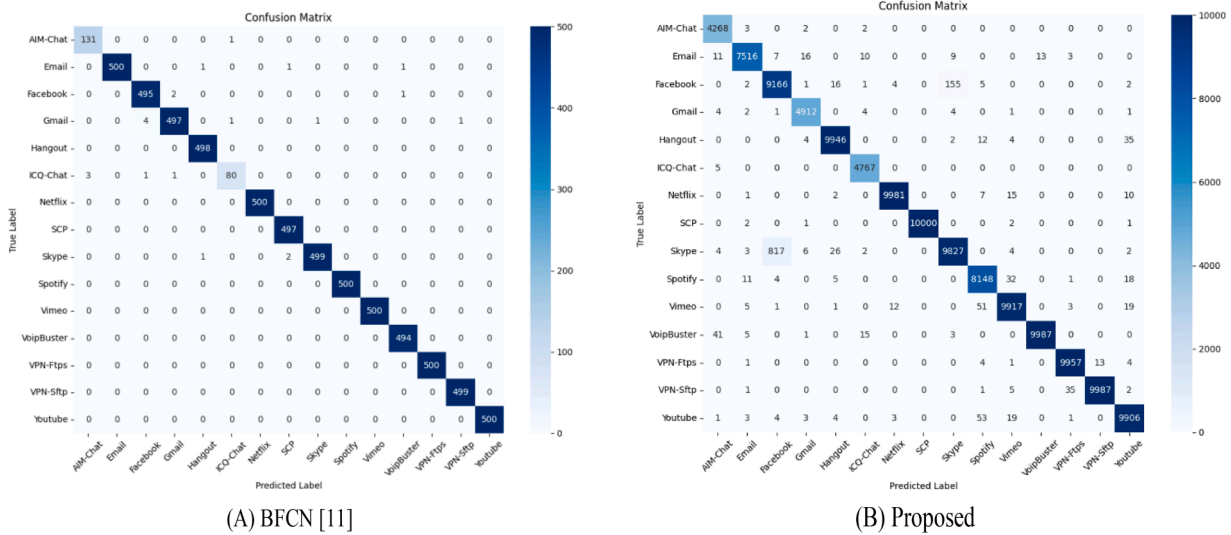 Confusion Matrix
500
AIM-Chat 131 0 0 0 0 1 0 0 0 0 0 0 0 0 0
Email 0 500 0 0 1 0 0 1 0 0 0 1 0 0 0
400
Facebook 0 0 495 2 0 0 0 0 0 0 0 1 0 0 0
Gmail 0 0 4 497 0 1 0 0 1 0 0 0 0 1 0
Hangout 0 0 0 0 498 0 0 0 0 0 0 0 0 0 0
300
ICQ-Chat 3 0 1 1 0 80 0 0 0 0 0 0 0 0 0
Netflix 0 0 0 0 0 0 500 0 0 0 0 0 0 0 0
True Label
SCP 0 0 0 0 0 0 0 497 0 0 0 0 0 0 0
Skype 0 0 0 0 1 0 0 2 499 0 0 0 0 0 0
200
Spotify 0 0 0 0 0 0 0 0 0 500 0 0 0 0 0
Vimeo 0 0 0 0 0 0 0 0 0 0 500 0 0 0 0
VoipBuster 0 0 0 0 0 0 0 0 0 0 0 494 0 0 0
100
VPN-Ftps 0 0 0 0 0 0 0 0 0 0 0 0 500 0 0
VPN-Sftp 0 0 0 0 0 0 0 0 0 0 0 0 0 499 0
Youtube 0 0 0 0 0 0 0 0 0 0 0 0 0 0 500
0
AIM-Chat Email Facebook Gmail Hangout ICQ-Chat Netflix SCP Skype Spotify Vimeo VoipBuster VPN-Ftps VPN-Sftp Youtube
Predicted Label
(A) BFCN [11]
Confusion Matrix
10000
AIM-Chat 4268 3 0 2 0 2 0 0 0 0 0 0 0 0 0
Email 11 7516 7 16 0 10 0 0 9 0 0 13 3 0 0
Facebook 0 2 9166 1 16 1 4 0 155 5 0 0 0 0 2
8000
Gmail 4 2 1 4912 0 4 0 0 4 0 1 0 0 0 1
Hangout 0 0 0 4 9946 0 0 0 2 12 4 0 0 0 35
ICQ-Chat 5 0 0 0 0 4767 0 0 0 0 0 0 0 0 0
6000
Netflix 0 1 0 0 2 0 9981 0 0 7 15 0 0 0 10
True Label
SCP 0 2 0 1 0 0 0 10000 0 0 2 0 0 0 1
Skype 4 3 817 6 26 2 0 0 9827 0 4 0 0 0 2
4000
Spotify 0 11 4 0 5 0 0 0 0 8148 32 0 1 0 18
Vimeo 0 5 1 0 1 0 12 0 0 51 9917 0 3 0 19
VoipBuster 41 5 0 1 0 15 0 0 3 0 0 9987 0 0 0
2000
VPN-Ftps 0 1 0 0 0 0 0 0 0 4 1 0 9957 13 4
VPN-Sftp 0 0 0 0 0 0 0 0 0 1 5 0 35 9987 2
Youtube 1 3 4 3 4 0 3 0 0 53 19 0 1 0 9906
0
AIM-Chat Email Facebook Gmail Hangout ICQ-Chat Netflix SCP Skype Spotify Vimeo VoipBuster VPN-Ftps VPN-Sftp Youtube
Predicted Label
(B) Proposed